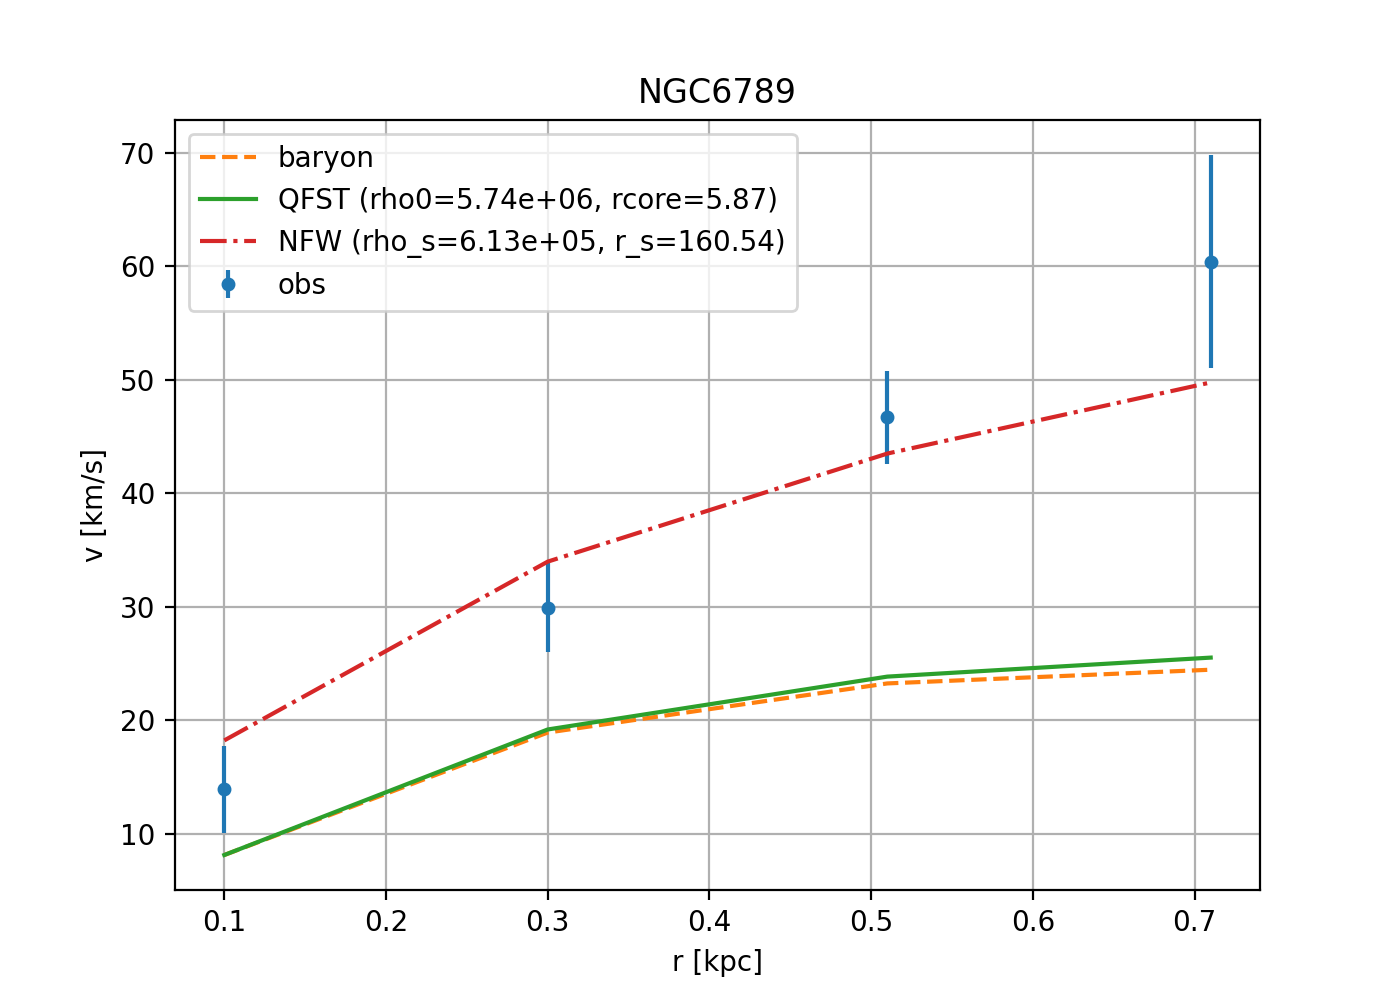 NGC6789
baryon
QFST (rho0=5.74e+06, rcore=5.87)
NFW (rho_s=6.13e+05, r_s=160.54)
obs
70
60
50
40
30
20
10
v [km/s]
0.1 0.2 0.3 0.4 0.5 0.6 0.7
r [kpc]